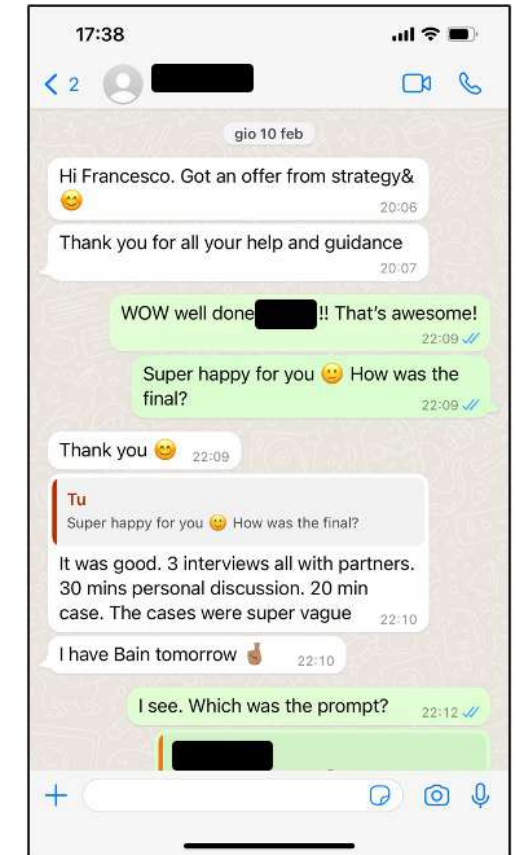 17:38
2
gio 10 feb
Hi Francesco. Got an offer from strategy&
😊
20:06
Thank you for all your help and guidance
20:07
WOW well done !! That's awesome!
22:09
Super happy for you 🙂 How was the
final?
22:09
Thank you 😊 22:09
Tu
Super happy for you 🙂 How was the final?
It was good. 3 interviews all with partners.
30 mins personal discussion. 20 min
case. The cases were super vague 22:10
I have Bain tomorrow 🤞🏽 22:10
I see. Which was the prompt? 22:12